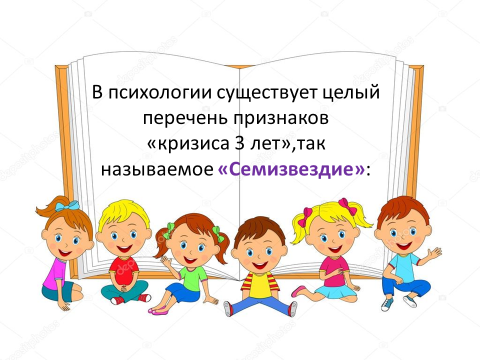 В психологии существует целый
перечень признаков
«кризиса 3 лет»,так
называемое «Семизвездие»: